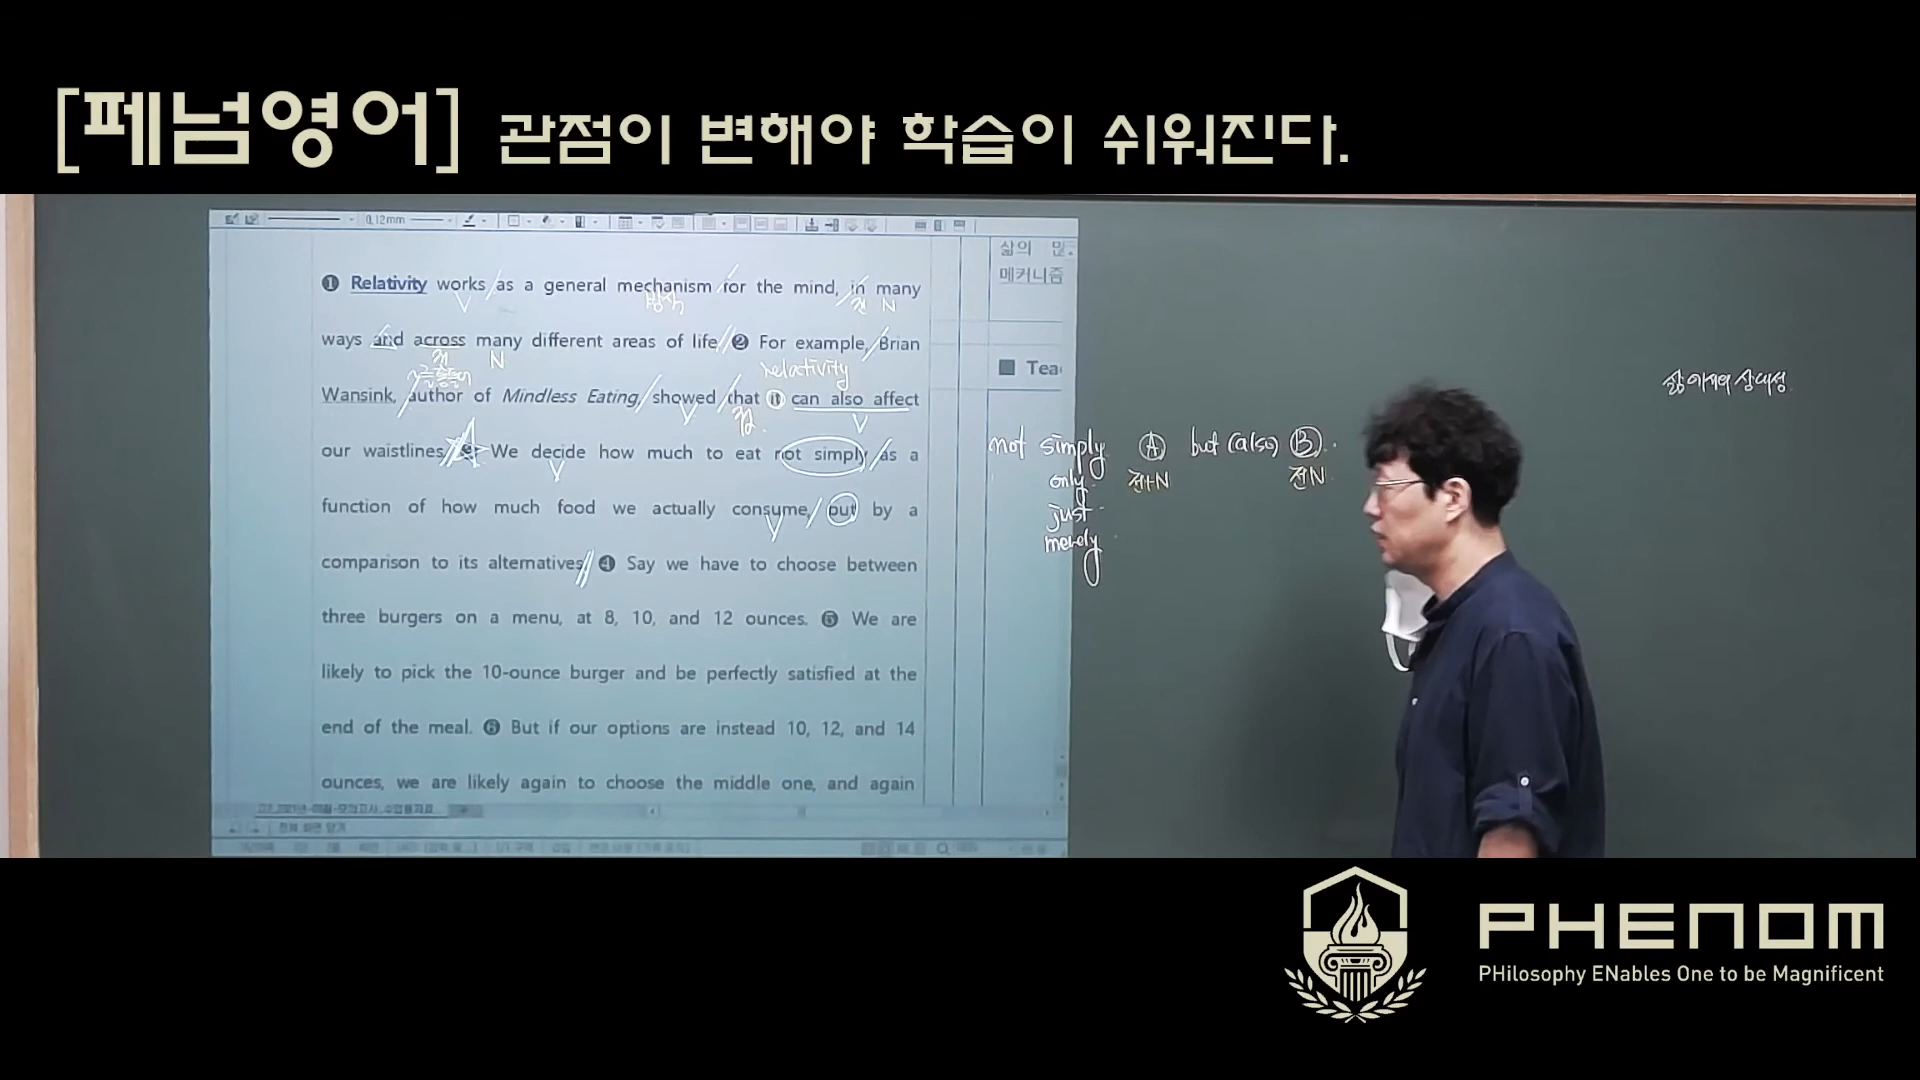 [페넘영어] 관점이 변해야 학습이 쉬워진다.
0.12mm
❶ Relativity works as a general mechanism for the mind, in many
ways and across many different areas of life. ❷ For example, Brian
relativity
Wansink, author of Mindless Eating, showed that it can also affect
our waistlines. We decide how much to eat not simply as a
function of how much food we actually consume, but by a
comparison to its alternatives. ❹ Say we have to choose between
three burgers on a menu, at 8, 10, and 12 ounces. ❺ We are
likely to pick the 10-ounce burger and be perfectly satisfied at the
end of the meal. ❻ But if our options are instead 10, 12, and 14
ounces, we are likely again to choose the middle one, and again
삶의
메커니즘
Tea
not simply A but (also) B.
only 전+N 전N
just
merely
PHENOM
PHilosophy ENables One to be Magnificent